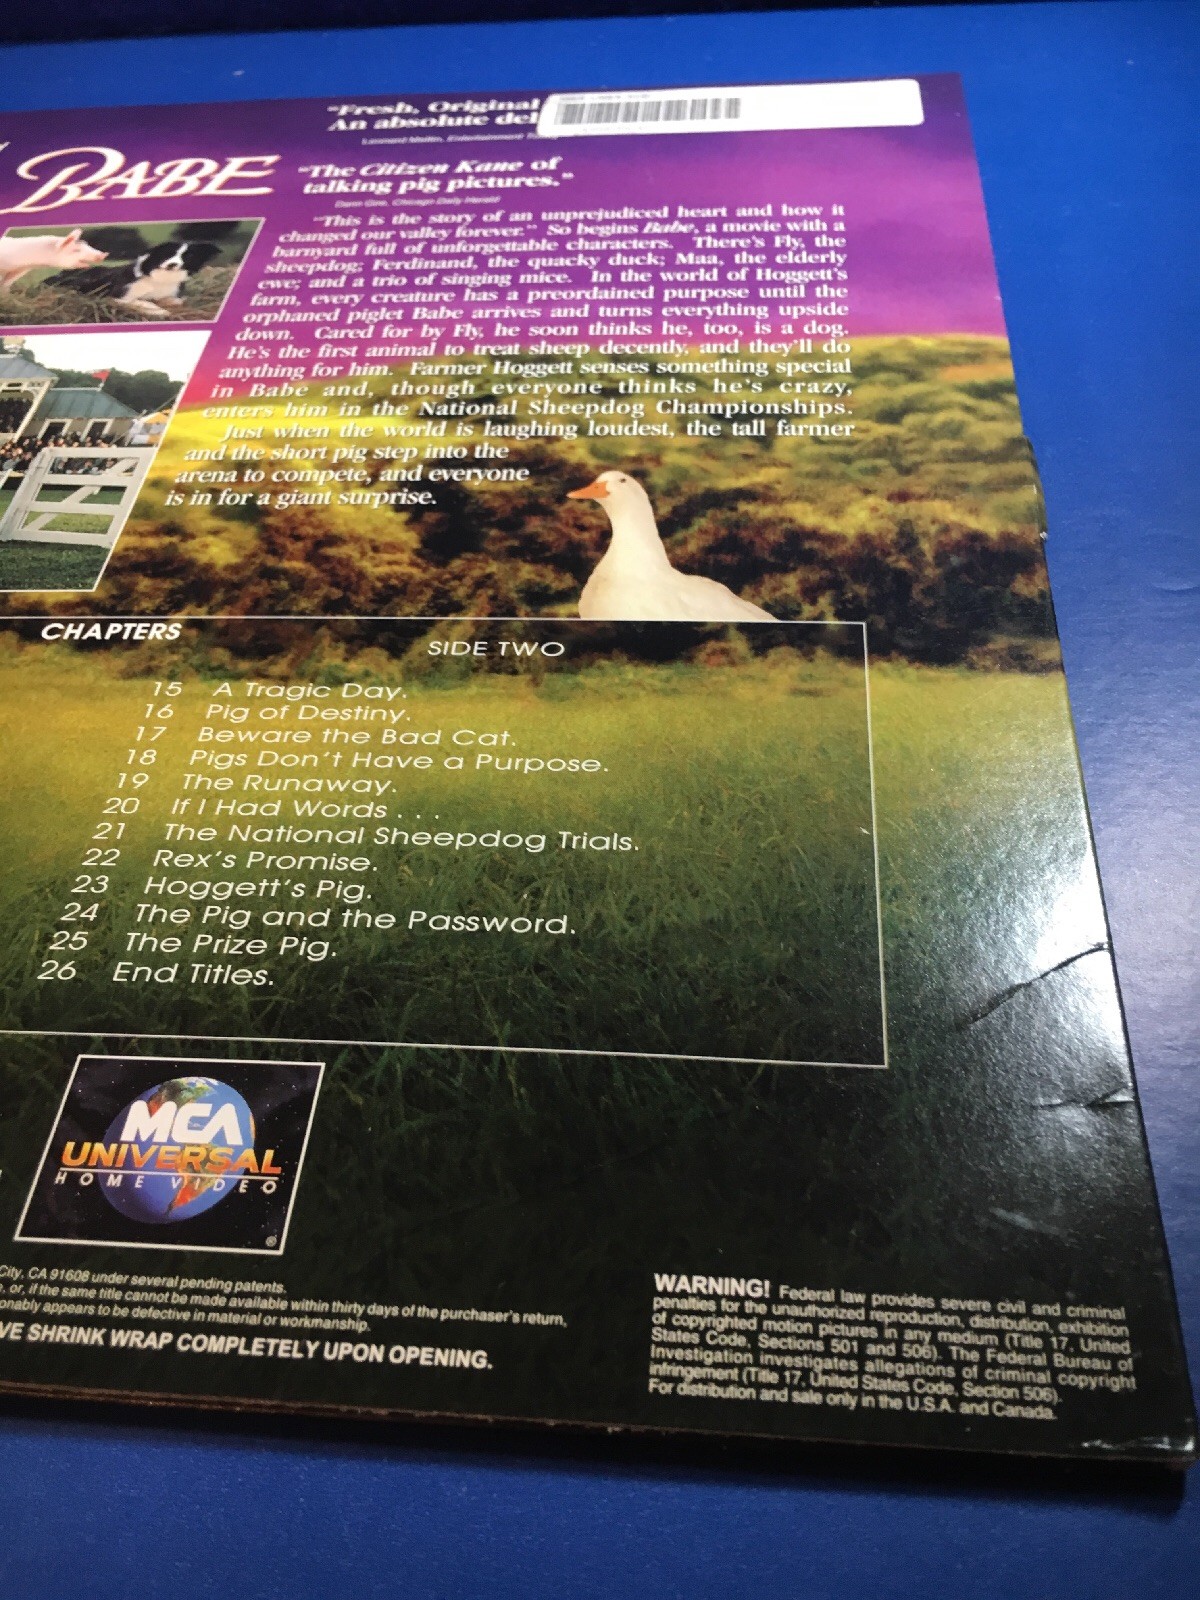 "Fresh, Original
An absolute del
Leonard Maltin, Entertainment
BABE
"The Citizen Kane of
talking pig pictures."
Dann Gire, Chicago Daily Herald
"This is the story of an unprejudiced heart and how it
changed our valley forever." So begins Babe, a movie with a
barnyard full of unforgettable characters. There's Fly, the
sheepdog; Ferdinand, the quacky duck; Maa, the elderly
ewe; and a trio of singing mice. In the world of Hoggett's
farm, every creature has a preordained purpose until the
orphaned piglet Babe arrives and turns everything upside
down. Cared for by Fly, he soon thinks he, too, is a dog.
He's the first animal to treat sheep decently, and they'll do
anything for him. Farmer Hoggett senses something special
in Babe and, though everyone thinks he's crazy,
enters him in the National Sheepdog Championships.
Just when the world is laughing loudest, the tall farmer
and the short pig step into the
arena to compete, and everyone
is in for a giant surprise.
CHAPTERS
SIDE TWO
15 A Tragic Day.
16 Pig of Destiny.
17 Beware the Bad Cat.
18 Pigs Don't Have a Purpose.
19 The Runaway.
20 If I Had Words . . .
21 The National Sheepdog Trials.
22 Rex's Promise.
23 Hoggett's Pig.
24 The Pig and the Password.
25 The Prize Pig.
26 End Titles.
MCA
UNIVERSAL
HOME VIDEO
®
City, CA 91608 under several pending patents.
, or, if the same title cannot be made available within thirty days of the purchaser's return,
onably appears to be defective in material or workmanship.
VE SHRINK WRAP COMPLETELY UPON OPENING.
WARNING! Federal law provides severe civil and criminal
penalties for the unauthorized reproduction, distribution, exhibition
of copyrighted motion pictures in any medium (Title 17, United
States Code, Sections 501 and 506). The Federal Bureau of
Investigation investigates allegations of criminal copyright
infringement (Title 17, United States Code, Section 506).
For distribution and sale only in the U.S.A. and Canada.